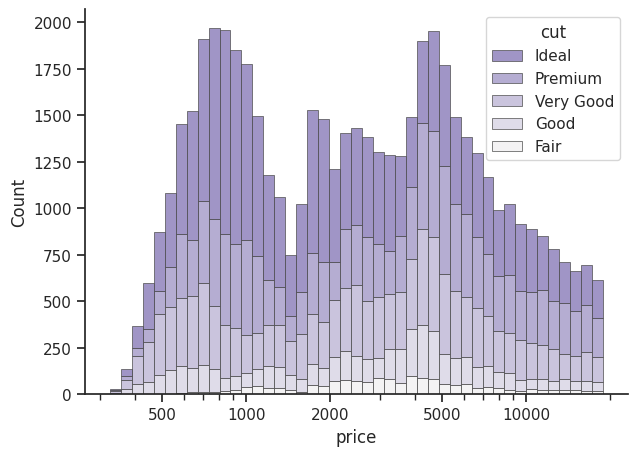 2000
1750
1500
1250
1000
750
500
250
0
Count
500
1000
2000
5000
10000
price
cut
Ideal
Premium
Very Good
Good
Fair